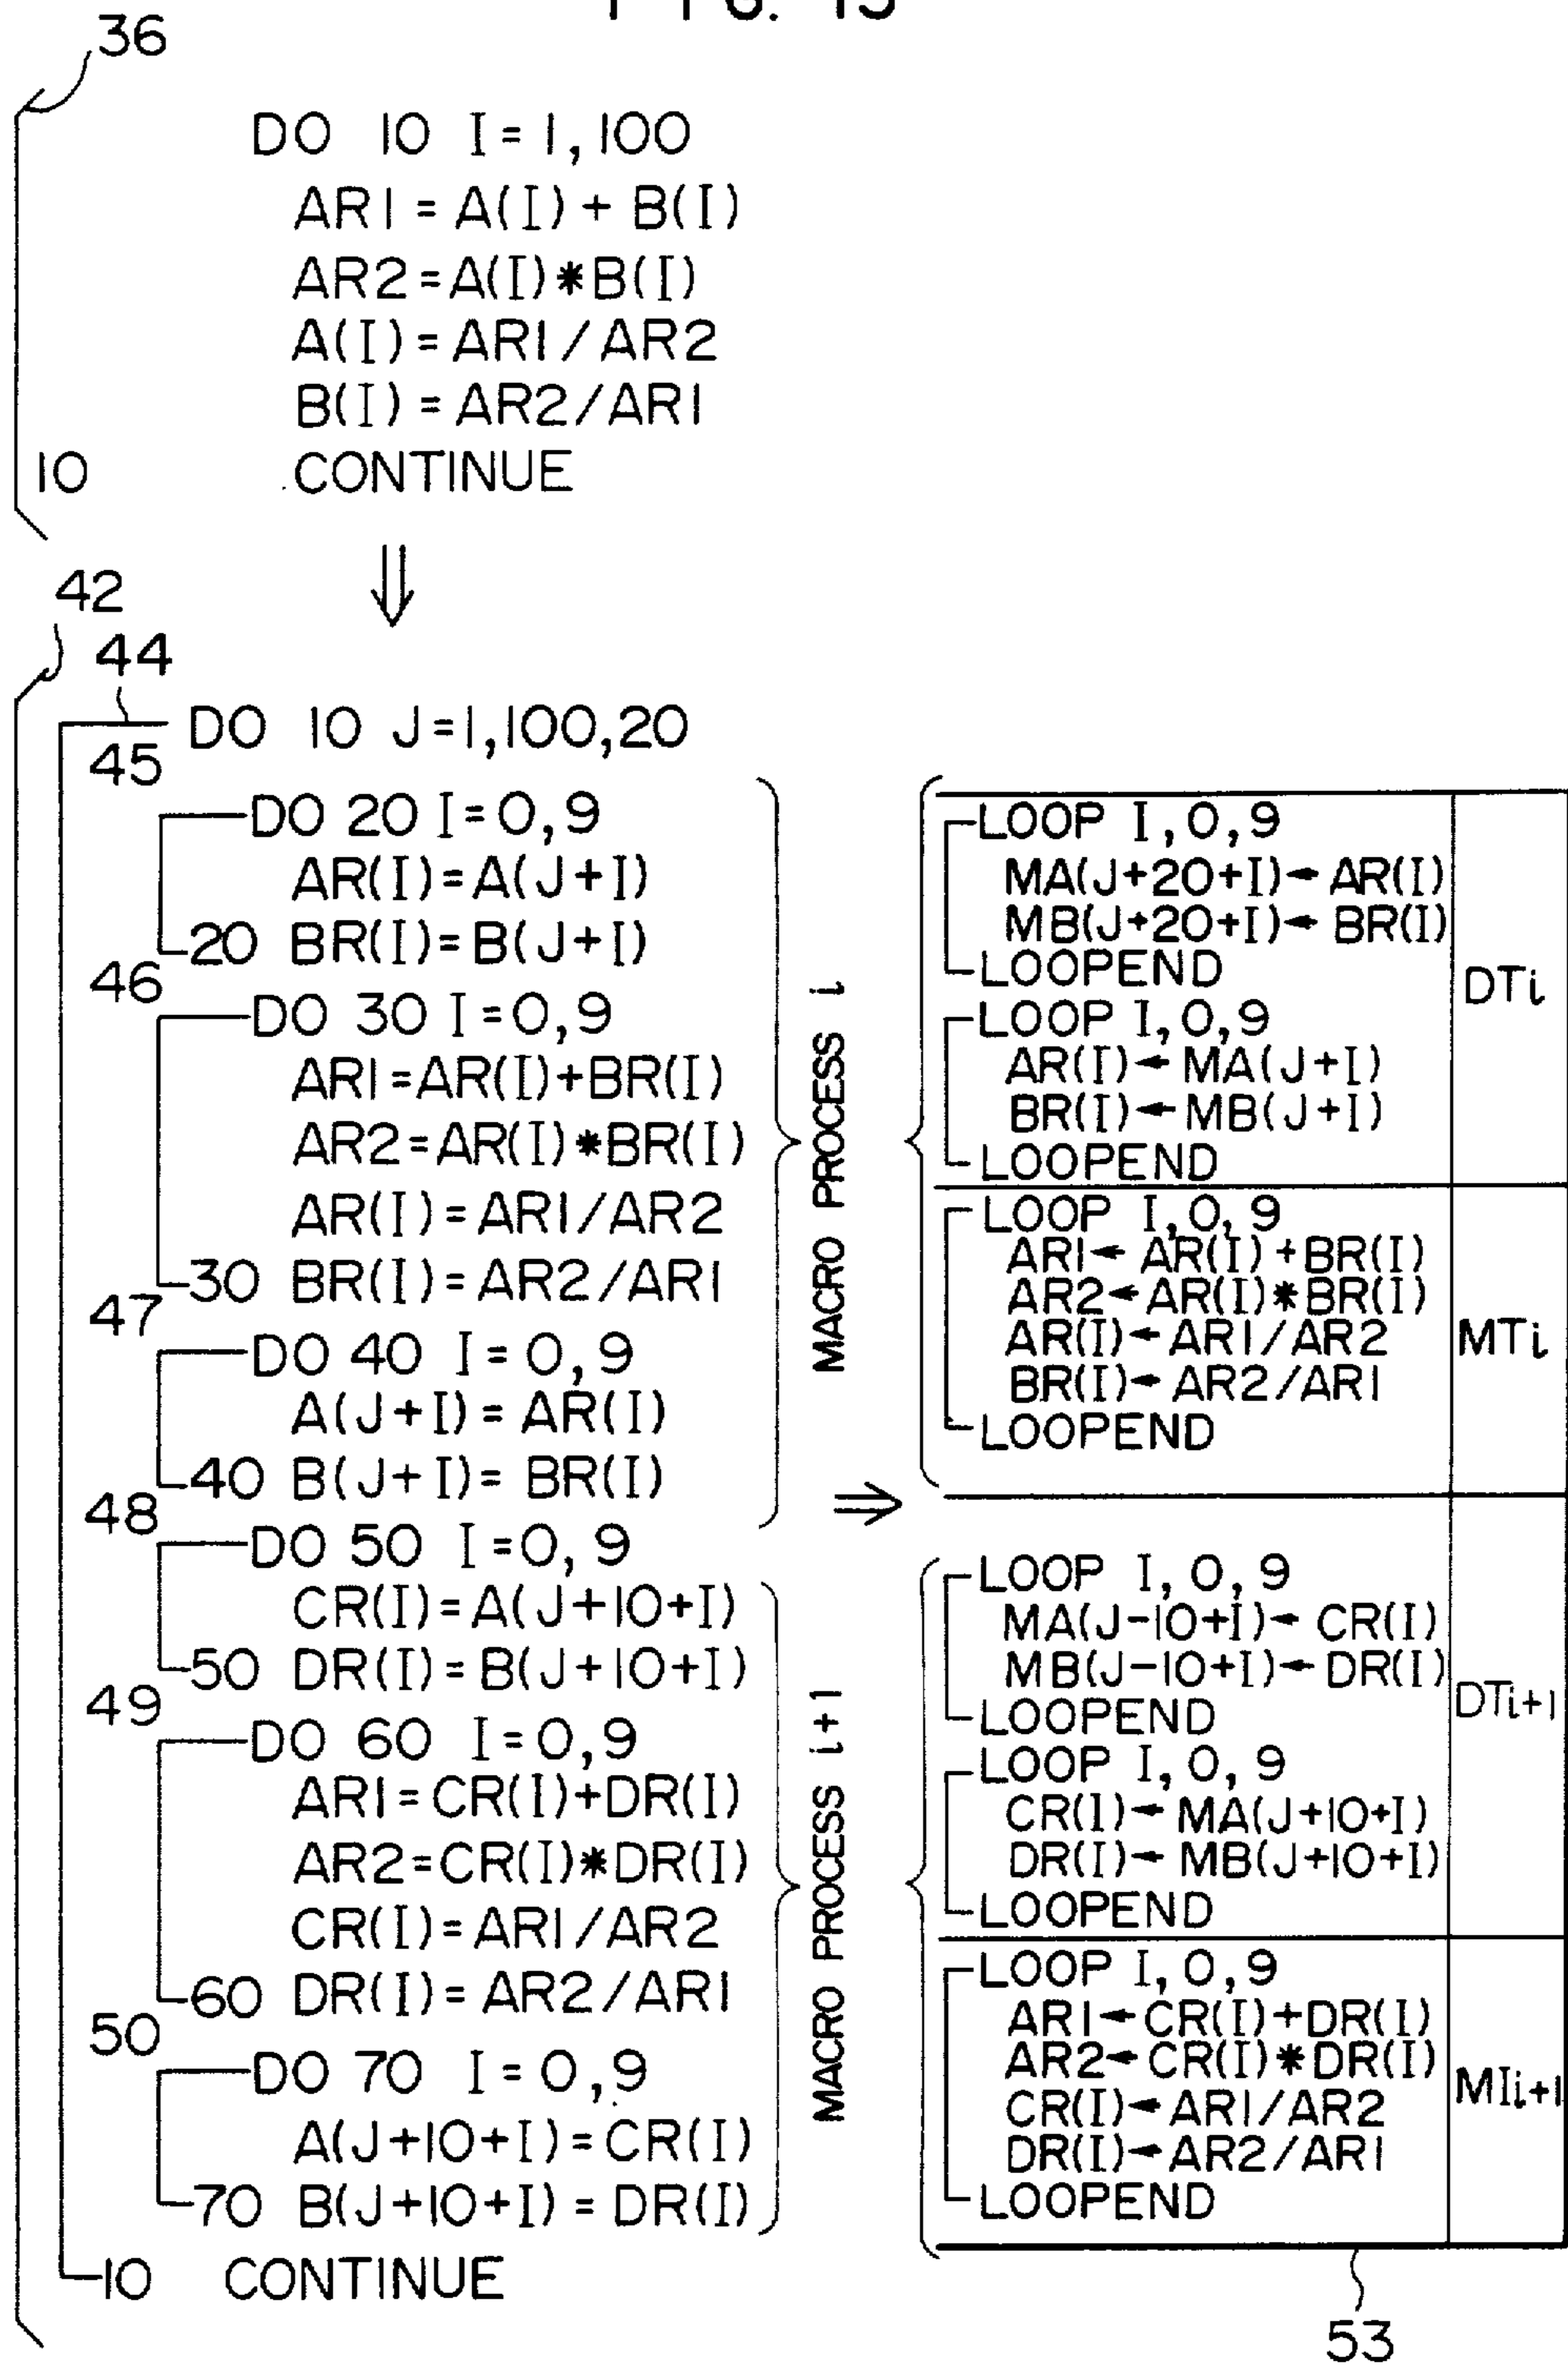 36
DO 10 I=1,100
AR1=A(I)+B(I)
AR2=A(I)*B(I)
A(I)=AR1/AR2
B(I)=AR2/AR1
10 CONTINUE
42
44
DO 10 J=1,100,20
45
DO 20 I=0,9
AR(I)=A(J+I)
20 BR(I)=B(J+I)
46
DO 30 I=0,9
AR1=AR(I)+BR(I)
AR2=AR(I)*BR(I)
AR(I)=AR1/AR2
30 BR(I)=AR2/AR1
47
DO 40 I=0,9
A(J+I)=AR(I)
40 B(J+I)=BR(I)
48
DO 50 I=0,9
CR(I)=A(J+10+I)
50 DR(I)=B(J+10+I)
49
DO 60 I=0,9
AR1=CR(I)+DR(I)
AR2=CR(I)*DR(I)
CR(I)=AR1/AR2
60 DR(I)=AR2/AR1
50
DO 70 I=0,9
A(J+10+I)=CR(I)
70 B(J+10+I)=DR(I)
10 CONTINUE
MACRO PROCESS i
MACRO PROCESS i+1
LOOP I,0,9
MA(J+20+I)← AR(I)
MB(J+20+I)← BR(I)
LOOPEND
LOOP I,0,9
AR(I)← MA(J+I)
BR(I)← MB(J+I)
LOOPEND
DTi
LOOP I,0,9
AR1← AR(I)+BR(I)
AR2← AR(I)*BR(I)
AR(I)← AR1/AR2
BR(I)← AR2/AR1
LOOPEND
MTi
LOOP I,0,9
MA(J-10+I)← CR(I)
MB(J-10+I)← DR(I)
LOOPEND
LOOP I,0,9
CR(I)← MA(J+10+I)
DR(I)← MB(J+10+I)
LOOPEND
DTi+1
LOOP I,0,9
AR1← CR(I)+DR(I)
AR2← CR(I)*DR(I)
CR(I)← AR1/AR2
DR(I)← AR2/AR1
LOOPEND
MIi+1
53